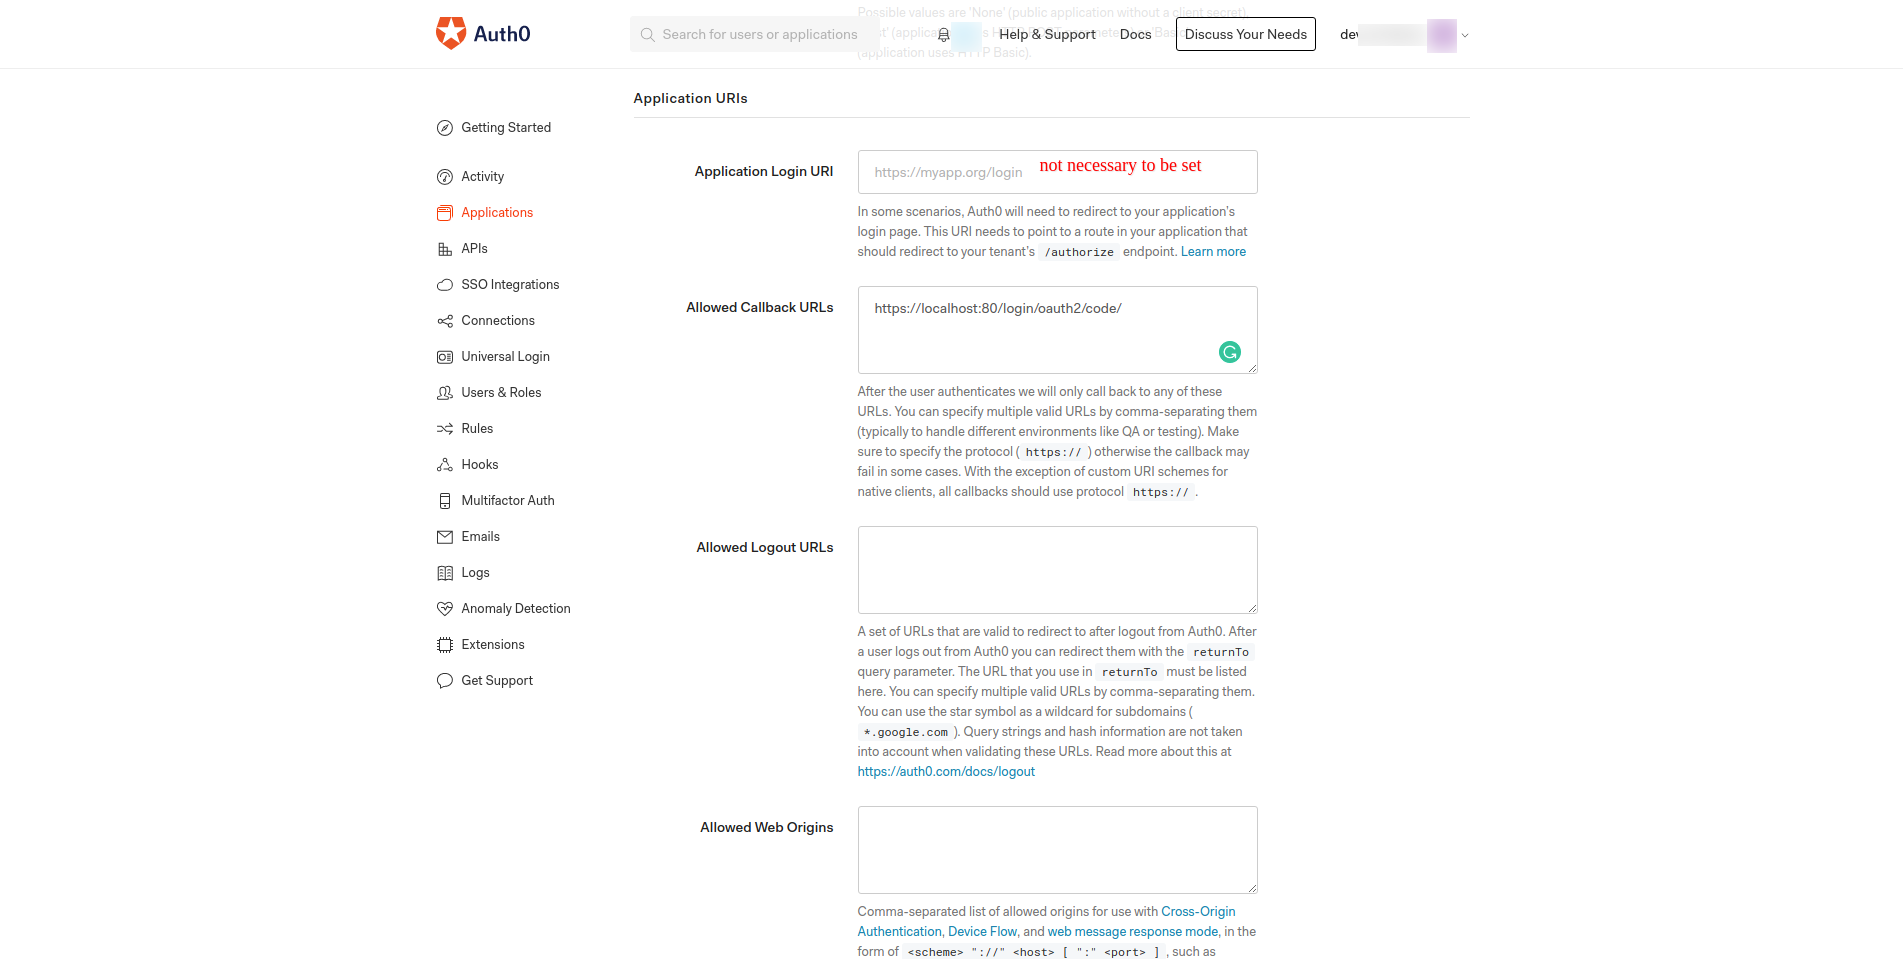 Possible values are 'None' (public application without a client secret),
Auth0
Search for users or applications
Help & Support
Docs
Discuss Your Needs
(application uses HTTP Basic).
Application URIs
Getting Started
Activity
Applications
APIs
SSO Integrations
Connections
Universal Login
Users & Roles
Rules
Hooks
Multifactor Auth
Emails
Logs
Anomaly Detection
Extensions
Get Support
Application Login URI
https://myapp.org/login
not necessary to be set
In some scenarios, Auth0 will need to redirect to your application's
login page. This URI needs to point to a route in your application that
should redirect to your tenant's /authorize endpoint. Learn more
Allowed Callback URLs
https://localhost:80/login/oauth2/code/
After the user authenticates we will only call back to any of these
URLs. You can specify multiple valid URLs by comma-separating them
(typically to handle different environments like QA or testing). Make
sure to specify the protocol ( https:// ) otherwise the callback may
fail in some cases. With the exception of custom URI schemes for
native clients, all callbacks should use protocol https:// .
Allowed Logout URLs
A set of URLs that are valid to redirect to after logout from Auth0. After
a user logs out from Auth0 you can redirect them with the returnTo
query parameter. The URL that you use in returnTo must be listed
here. You can specify multiple valid URLs by comma-separating them.
You can use the star symbol as a wildcard for subdomains (
*.google.com ). Query strings and hash information are not taken
into account when validating these URLs. Read more about this at
https://auth0.com/docs/logout
Allowed Web Origins
Comma-separated list of allowed origins for use with Cross-Origin
Authentication, Device Flow, and web message response mode, in the
form of <scheme> "://" <host> [ ":" <port> ] , such as